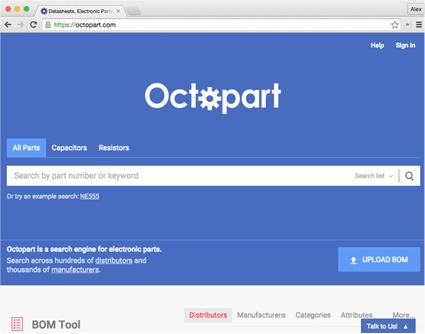 Datasheets, Electronic Parts
Alex
https://octopart.com
Help Sign In
Octopart
All Parts Capacitors Resistors
Search by part number or keyword Search list
Or try an example search: NE555
Octopart is a search engine for electronic parts.
Search across hundreds of distributors and
thousands of manufacturers.
UPLOAD BOM
BOM Tool
Distributors Manufacturers Categories Attributes More...
Talk to Us!